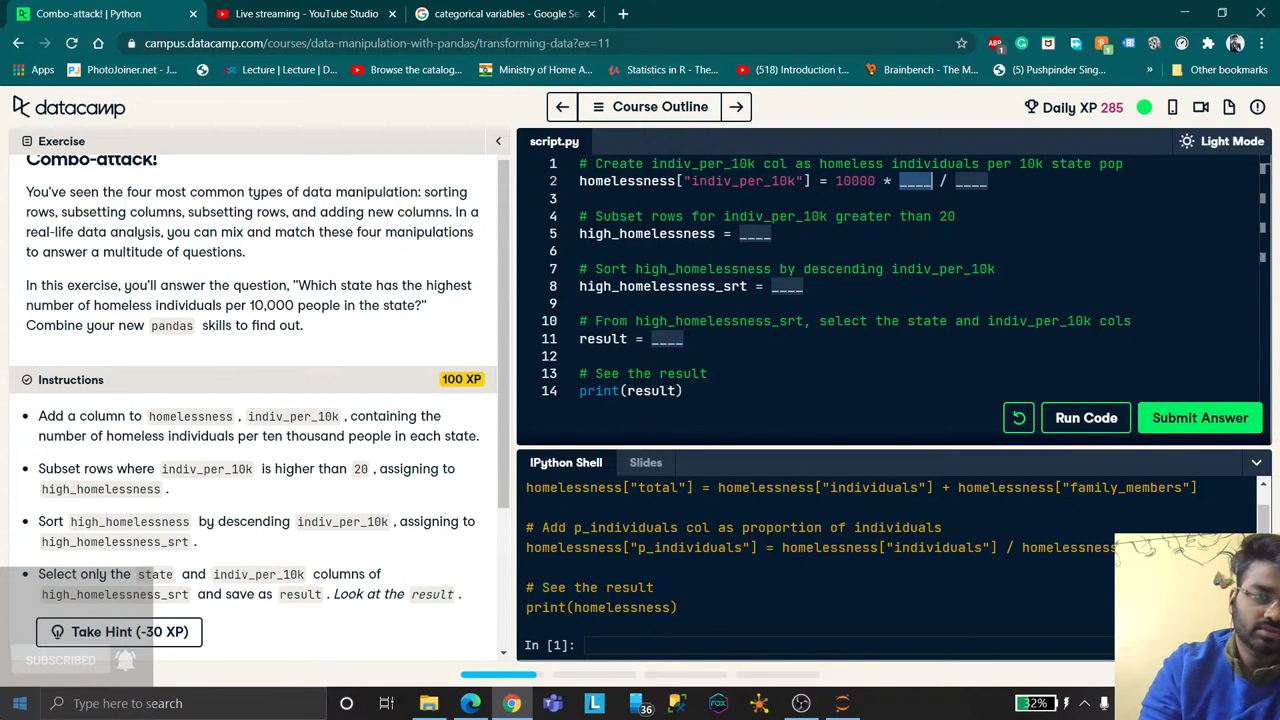 Combo-attack! | Python
Live streaming - YouTube Studio
categorical variables - Google Se
campus.datacamp.com/courses/data-manipulation-with-pandas/transforming-data?ex=11
Apps
PhotoJoiner.net - J...
Lecture | Lecture | D...
Browse the catalog...
Ministry of Home A...
Statistics in R - The...
(518) Introduction t...
Brainbench - The M...
(5) Pushpinder Sing...
»
Other bookmarks
datacamp
Course Outline
Daily XP 285
Exercise
Combo-attack!
You've seen the four most common types of data manipulation: sorting
rows, subsetting columns, subsetting rows, and adding new columns. In a
real-life data analysis, you can mix and match these four manipulations
to answer a multitude of questions.
In this exercise, you'll answer the question, "Which state has the highest
number of homeless individuals per 10,000 people in the state?"
Combine your new pandas skills to find out.
Instructions
100 XP
• Add a column to homelessness , indiv_per_10k , containing the
number of homeless individuals per ten thousand people in each state.
• Subset rows where indiv_per_10k is higher than 20 , assigning to
high_homelessness .
• Sort high_homelessness by descending indiv_per_10k , assigning to
high_homelessness_srt .
• Select only the state and indiv_per_10k columns of
high_homelessness_srt and save as result . Look at the result .
Take Hint (-30 XP)
SUBSCRIBED
script.py
Light Mode
1 # Create indiv_per_10k col as homeless individuals per 10k state pop
2 homelessness["indiv_per_10k"] = 10000 * ____ / ____
3
4 # Subset rows for indiv_per_10k greater than 20
5 high_homelessness = ____
6
7 # Sort high_homelessness by descending indiv_per_10k
8 high_homelessness_srt = ____
9
10 # From high_homelessness_srt, select the state and indiv_per_10k cols
11 result = ____
12
13 # See the result
14 print(result)
Run Code
Submit Answer
IPython Shell
Slides
homelessness["total"] = homelessness["individuals"] + homelessness["family_members"]
# Add p_individuals col as proportion of individuals
homelessness["p_individuals"] = homelessness["individuals"] / homelessness
# See the result
print(homelessness)
In [1]:
Type here to search
36
32%